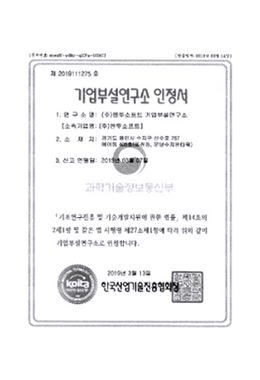 제 2019111275 호
기업부설연구소 인정서
1. 연 구 소 명: (주)원투소프트 기업부설연구소
[소속기업명: (주)원투소프트]
2. 소 재 지: 경기도 용인시 수지구 신수로 767
3. 신고 연월일: 2019년 03월 07일
과학기술정보통신부
「기초연구진흥 및 기술개발지원에 관한 법률」 제14조의
2제1항 및 같은 법 시행령 제27조제1항에 따라 위와 같이
기업부설연구소로 인정합니다.
2019년 3월 13일
koita
한국산업기술진흥협회장